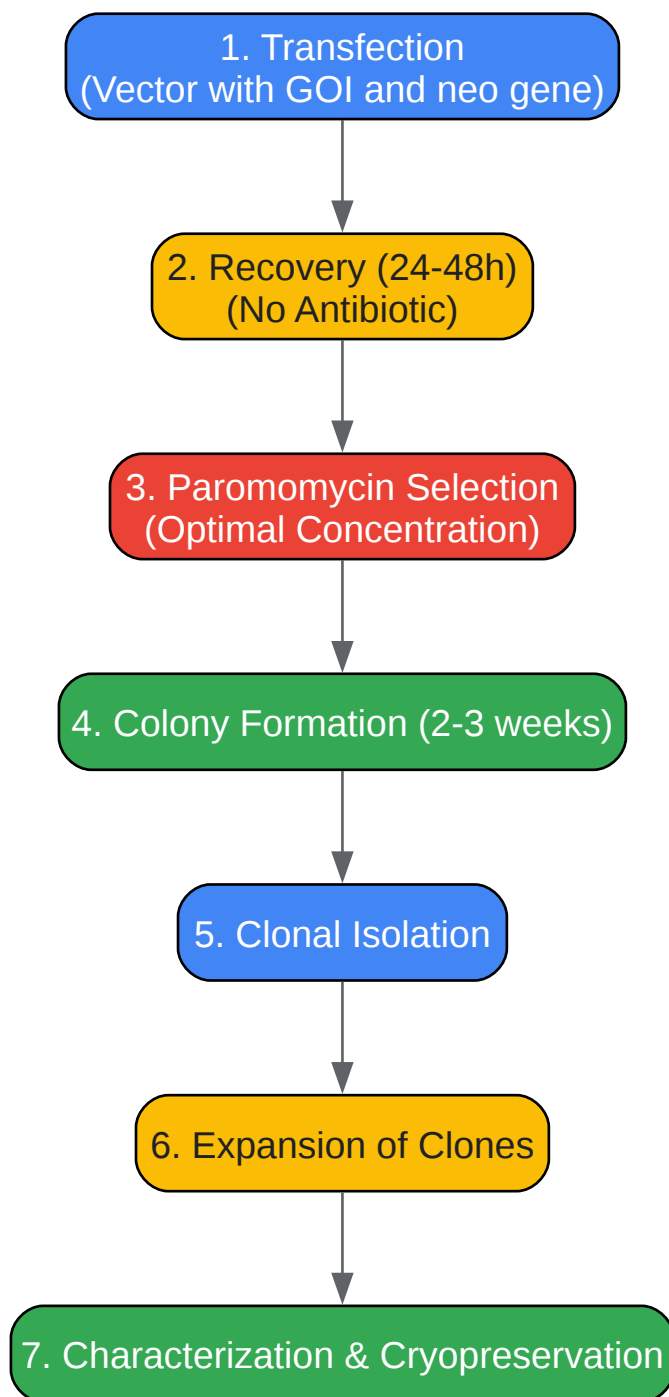 1. Transfection
(Vector with GOI and neo gene)
2. Recovery (24-48h)
(No Antibiotic)
3. Paromomycin Selection
(Optimal Concentration)
4. Colony Formation (2-3 weeks)
5. Clonal Isolation
6. Expansion of Clones
7. Characterization & Cryopreservation